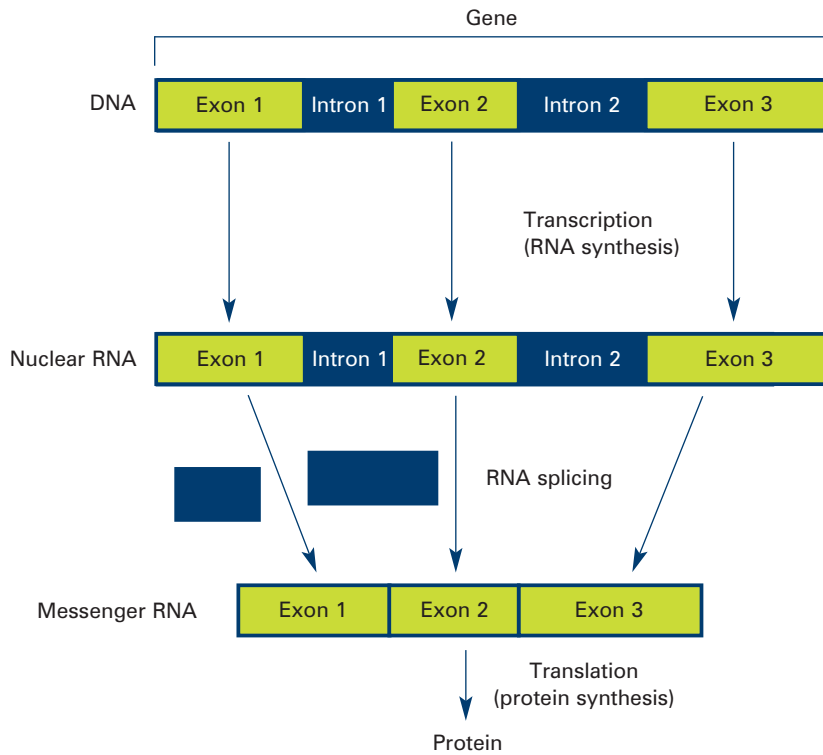 Gene
DNA
Exon 1 Intron 1 Exon 2 Intron 2 Exon 3
Transcription
(RNA synthesis)
Nuclear RNA
Exon 1 Intron 1 Exon 2 Intron 2 Exon 3
RNA splicing
Messenger RNA
Exon 1 Exon 2 Exon 3
Translation
(protein synthesis)
Protein